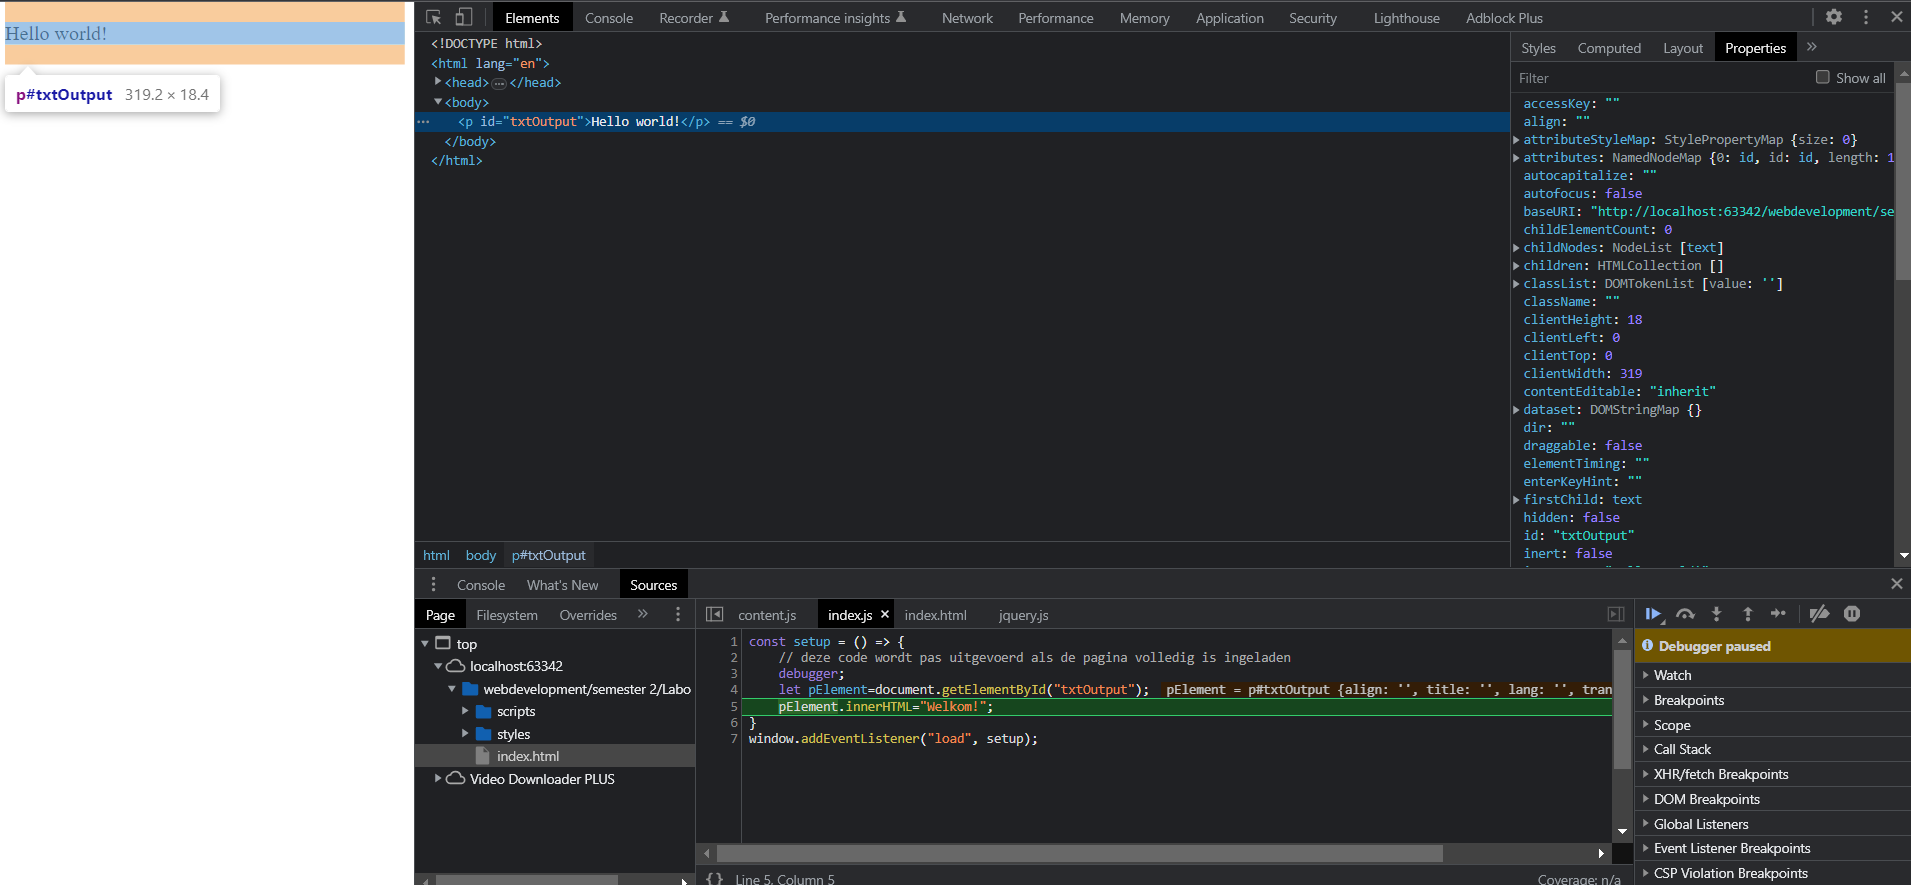 Hello world!
p#txtOutput 319.2 × 18.4
Elements Console Recorder Performance insights Network Performance Memory Application Security Lighthouse Adblock Plus
<!DOCTYPE html>
<html lang="en">
<head>…</head>
<body>
<p id="txtOutput">Hello world!</p> == $0
</body>
</html>
html body p#txtOutput
Styles Computed Layout Properties »
Filter Show all
accessKey: ""
align: ""
attributeStyleMap: StylePropertyMap {size: 0}
attributes: NamedNodeMap {0: id, id: id, length: 1
autocapitalize: ""
autofocus: false
baseURI: "http://localhost:63342/webdevelopment/se
childElementCount: 0
childNodes: NodeList [text]
children: HTMLCollection []
classList: DOMTokenList [value: '']
className: ""
clientHeight: 18
clientLeft: 0
clientTop: 0
clientWidth: 319
contentEditable: "inherit"
dataset: DOMStringMap {}
dir: ""
draggable: false
elementTiming: ""
enterKeyHint: ""
firstChild: text
hidden: false
id: "txtOutput"
inert: false
Console What's New Sources
Page Filesystem Overrides »
top
localhost:63342
webdevelopment/semester 2/Labo
scripts
styles
index.html
Video Downloader PLUS
content.js index.js × index.html jquery.js
1 const setup = () => {
2 // deze code wordt pas uitgevoerd als de pagina volledig is ingeladen
3 debugger;
4 let pElement=document.getElementById("txtOutput"); pElement = p#txtOutput {align: '', title: '', lang: '', tran
5 pElement.innerHTML="Welkom!";
6 }
7 window.addEventListener("load", setup);
{} Line 5, Column 5 Coverage: n/a
Debugger paused
Watch
Breakpoints
Scope
Call Stack
XHR/fetch Breakpoints
DOM Breakpoints
Global Listeners
Event Listener Breakpoints
CSP Violation Breakpoints